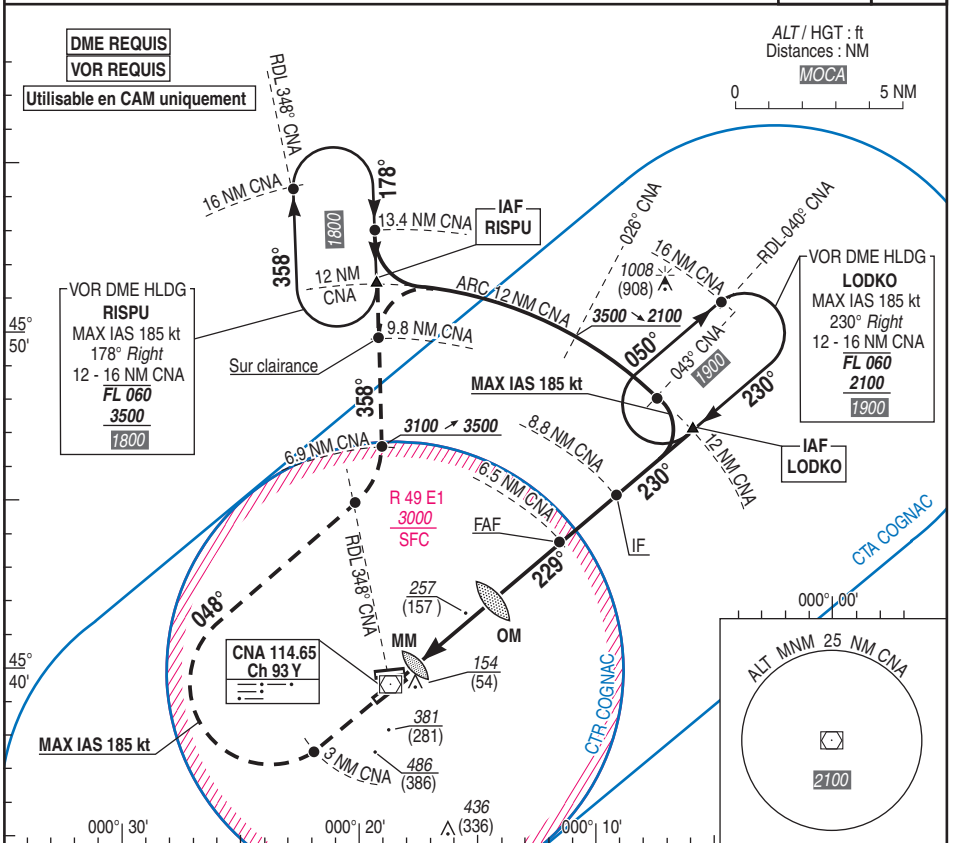 DME REQUIS
VOR REQUIS
Utilisable en CAM uniquement
ALT / HGT : ft
Distances : NM
MOCA
0 5 NM
RDL 348° CNA
16 NM CNA
178°
1800
13.4 NM CNA
IAF
RISPU
358°
12 NM
CNA
ARC 12 NM CNA
026° CNA
1008
(908)
16 NM CNA
RDL 040° CNA
3500 ➘ 2100
VOR DME HLDG
RISPU
MAX IAS 185 kt
178° Right
12 - 16 NM CNA
FL 060
3500
1800
VOR DME HLDG
LODKO
MAX IAS 185 kt
230° Right
12 - 16 NM CNA
FL 060
2100
1900
45°
50'
9.8 NM CNA
Sur clairance
358°
050°
043° CNA
1900
230°
MAX IAS 185 kt
3100 ➚ 3500
6.9 NM CNA
8.8 NM CNA
6.5 NM CNA
230°
12 NM CNA
IAF
LODKO
R 49 E1
3000
SFC
FAF
IF
229°
CTA COGNAC
RDL 348° CNA
048°
257
(157)
OM
MM
CNA 114.65
Ch 93 Y
154
(54)
45°
40'
381
(281)
CTR COGNAC
MAX IAS 185 kt
3 NM CNA
486
(386)
436
(336)
000° 00'
ALT MNM 25 NM CNA
2100
000° 30'
000° 20'
000° 10'